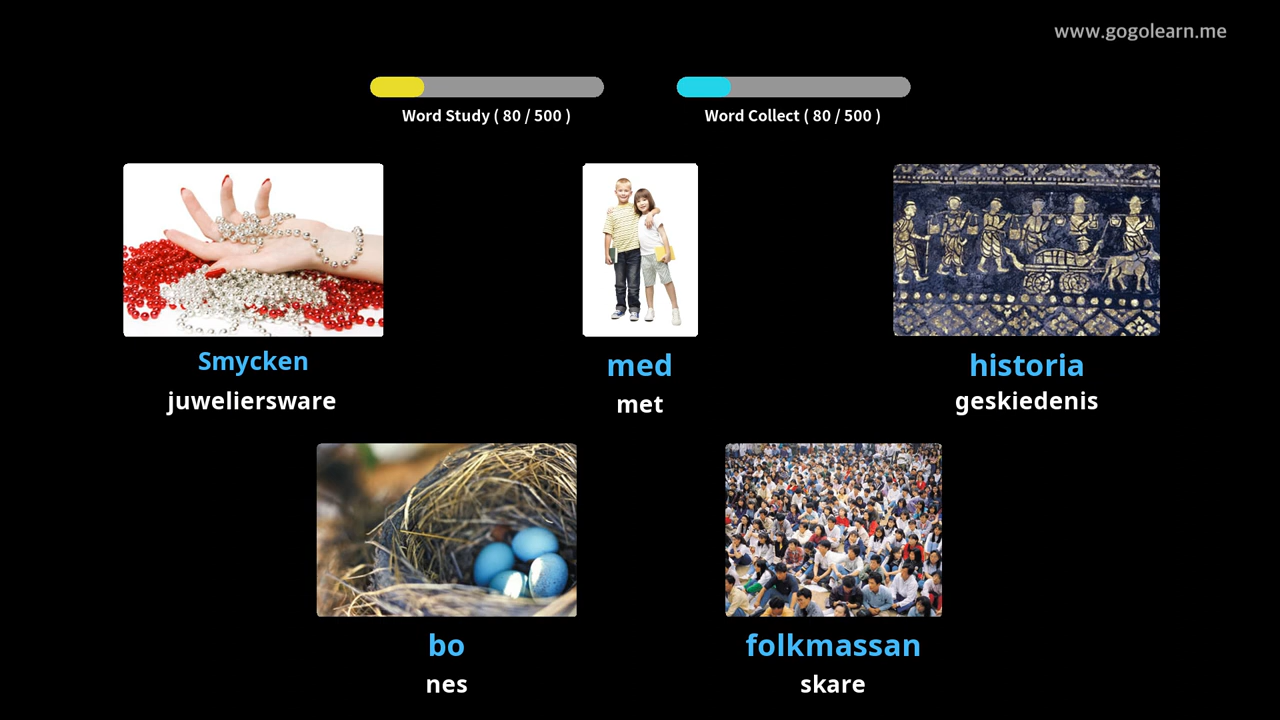 www.gogolearn.me
Word Study ( 80 / 500 )
Word Collect ( 80 / 500 )
Smycken
juweliersware
med
met
historia
geskiedenis
bo
nes
folkmassan
skare